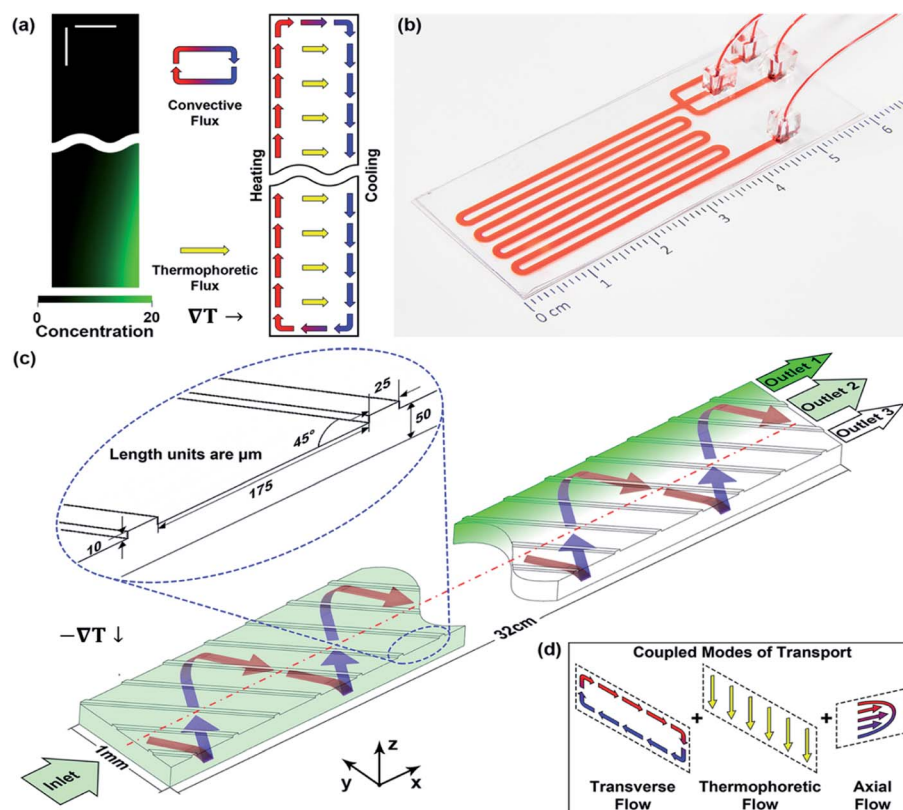 (a)
Convective
Flux
Heating
Cooling
Thermophoretic
Flux
0 20
Concentration
∇T →
(b)
0 cm 1 2 3 4 5 6
(c)
25
50
45°
Length units are µm
175
10
−∇T ↓
32cm
1mm
Inlet
z
y x
Outlet 1
Outlet 2
Outlet 3
(d)
Coupled Modes of Transport
+ +
Transverse
Flow
Thermophoretic
Flow
Axial
Flow